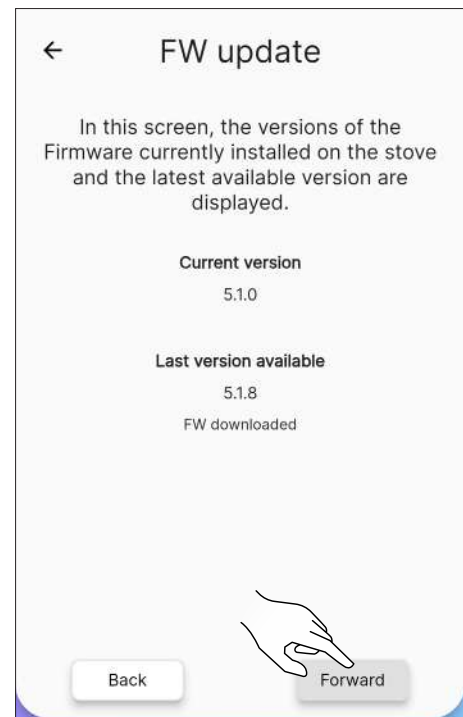 FW update
In this screen, the versions of the
Firmware currently installed on the stove
and the latest available version are
displayed.
Current version
5.1.0
Last version available
5.1.8
FW downloaded
Back
Forward